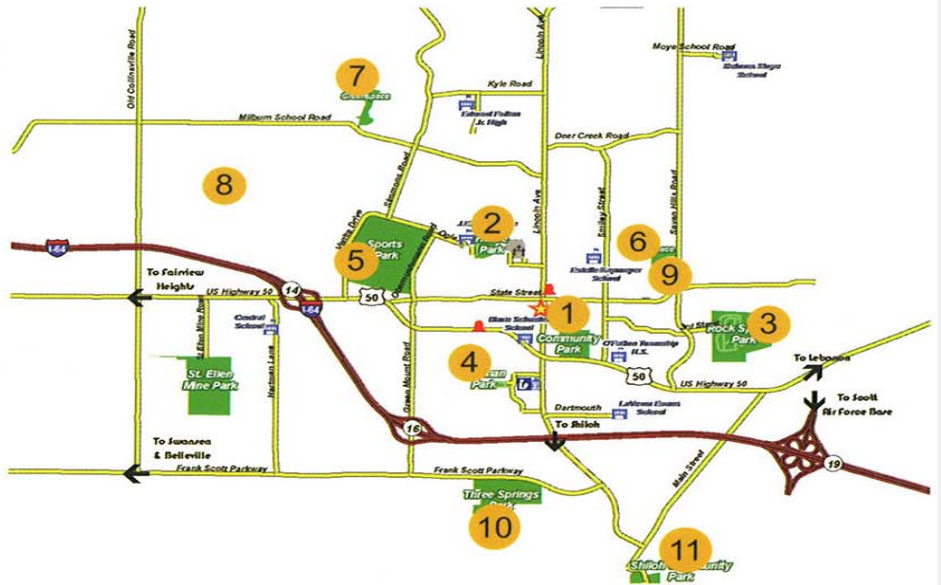 Old Collinsville Road
7
Milburn School Road
Simmons Road
Kyle Road
Lincoln Ave
Moye School Road
School
Jr. High
Deer Creek Road
8
2
Park
Lincoln Ave
Smiley Street
Seven Hills Road
6
9
School
I-64
Sports
Park
5
To Fairview
Heights
14
US Highway 50
I-64
50
State Street
1
Community
Park
School
3
Park
4
Park
O'Fallon Township
H.S.
50
US Highway 50
To Lebanon
Central
School
St. Ellen Mine Road
Hartman Lane
St. Ellen
Mine Park
Green Mount Road
Dartmouth
LaVerna Evans
School
To Shiloh
To Scott
Air Force Base
16
19
To Swansea
& Belleville
Frank Scott Parkway
Frank Scott Parkway
Main Street
Three Springs
10
11
Park